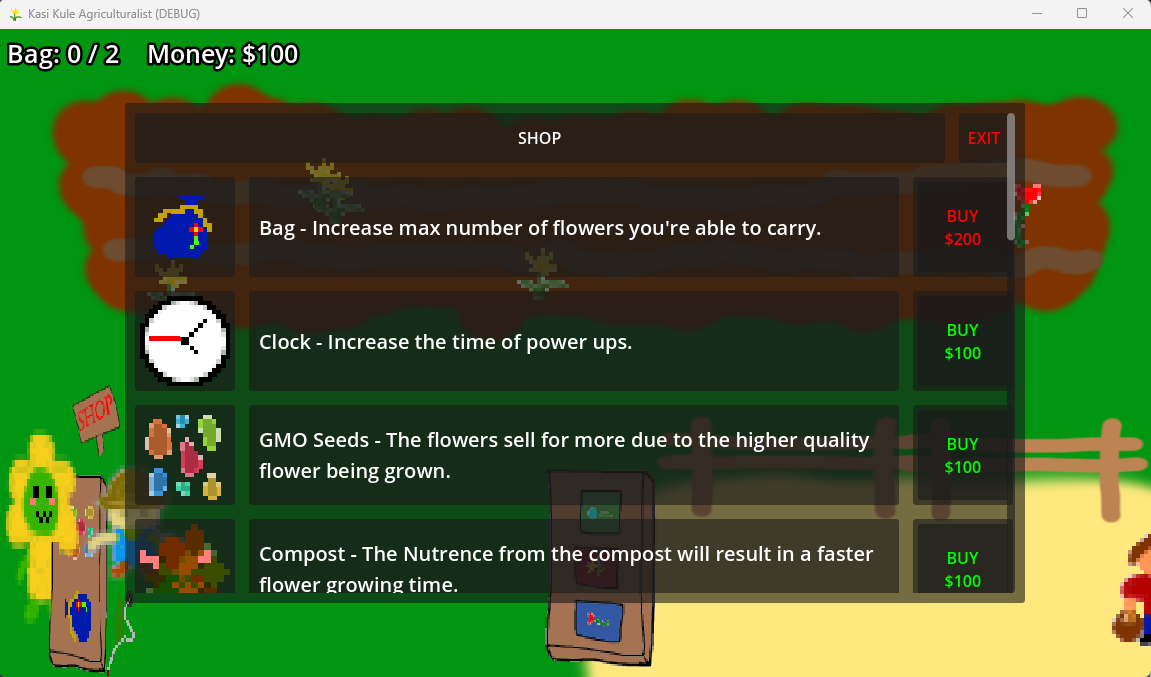 Kasi Kule Agriculturalist (DEBUG)
Bag: 0 / 2 Money: $100
SHOP
EXIT
Bag - Increase max number of flowers you're able to carry.
BUY
$200
Clock - Increase the time of power ups.
BUY
$100
GMO Seeds - The flowers sell for more due to the higher quality
flower being grown.
BUY
$100
Compost - The Nutrence from the compost will result in a faster
flower growing time.
BUY
$100
SHOP